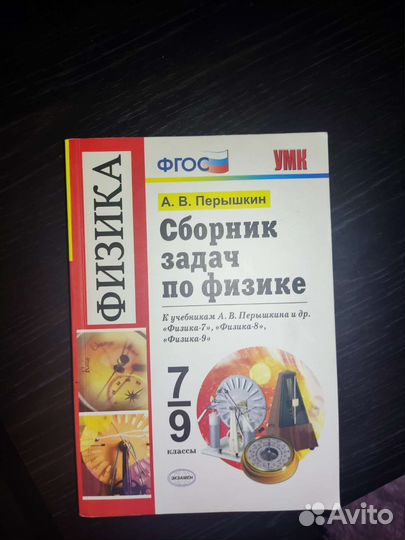 ФГОС
УМК
А. В. Перышкин
Сборник
задач
по физике
К учебникам А. В. Перышкина и др.
«Физика-7», «Физика-8»,
«Физика-9»
7
9
классы
ЭКЗАМЕН
ФИЗИКА
Avito